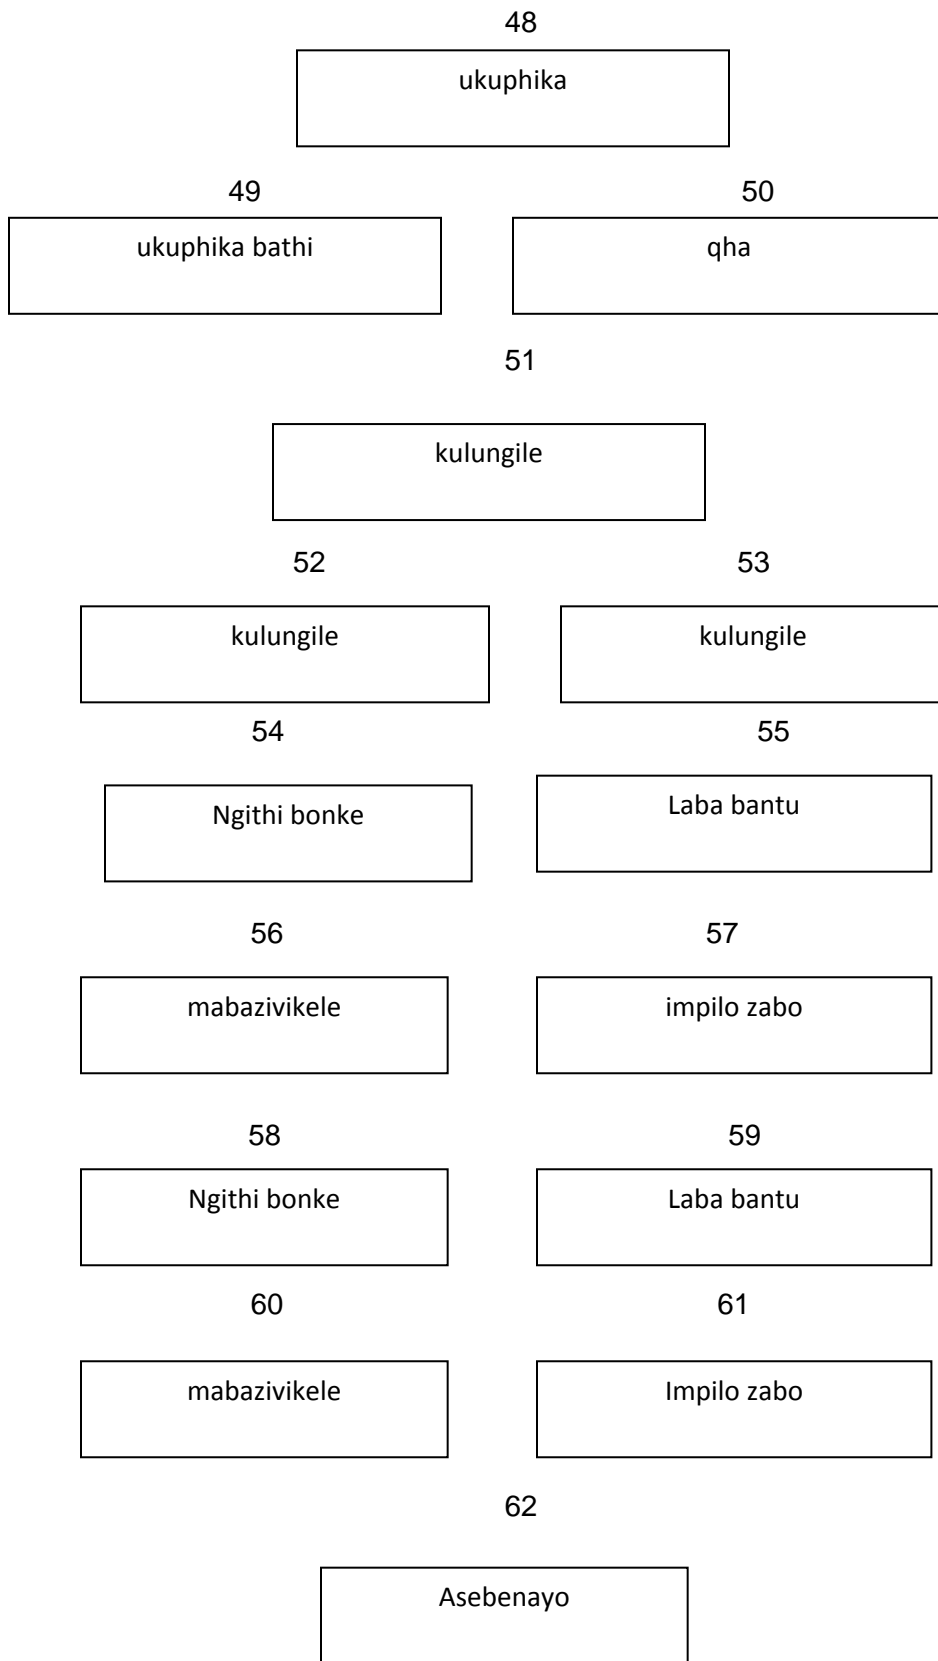 48
ukuphika
49 50
ukuphika bathi qha
51
kulungile
52 53
kulungile kulungile
54 55
Ngithi bonke Laba bantu
56 57
mabazivikele impilo zabo
58 59
Ngithi bonke Laba bantu
60 61
mabazivikele Impilo zabo
62
Asebenayo